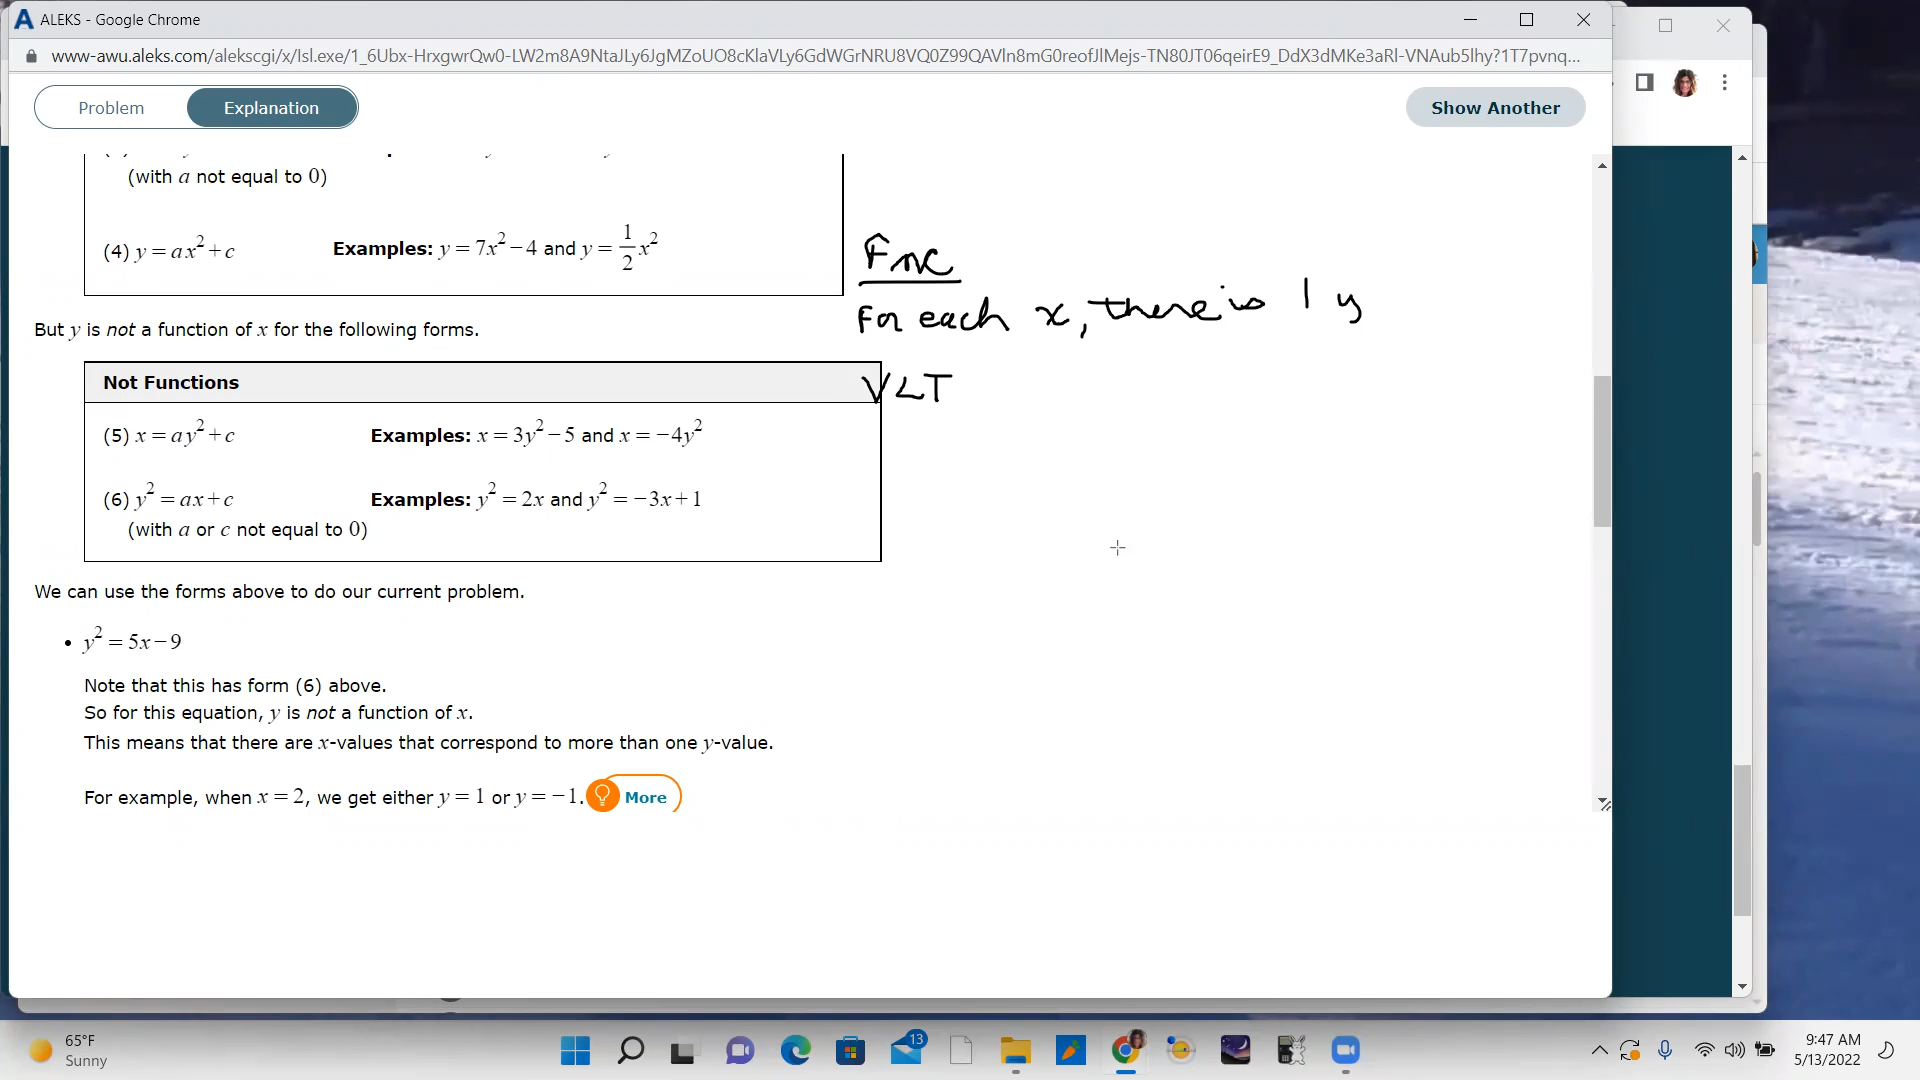 ALEKS - Google Chrome
www-awu.aleks.com/alekscgi/x/Isl.exe/1_6Ubx-HrxgwrQw0-LW2m8A9NtaJLy6JgMZoUO8cKlaVLy6GdWGrNRU8VQ0Z99QAVln8mG0reofJlMejs-TN80JT06qeirE9_DdX3dMKe3aRl-VNAub5lhy?1T7pvnq...
Problem Explanation Show Another
(with a not equal to 0)
(4) y = ax² + c Examples: y = 7x² − 4 and y = 1/2 x²
Fnc
For each x, there is 1 y
But y is not a function of x for the following forms.
VLT
Not Functions
(5) x = ay² + c Examples: x = 3y² − 5 and x = −4y²
(6) y² = ax + c Examples: y² = 2x and y² = −3x + 1
(with a or c not equal to 0)
We can use the forms above to do our current problem.
• y² = 5x − 9
Note that this has form (6) above.
So for this equation, y is not a function of x.
This means that there are x-values that correspond to more than one y-value.
For example, when x = 2, we get either y = 1 or y = −1. More
65°F
Sunny
13
9:47 AM
5/13/2022